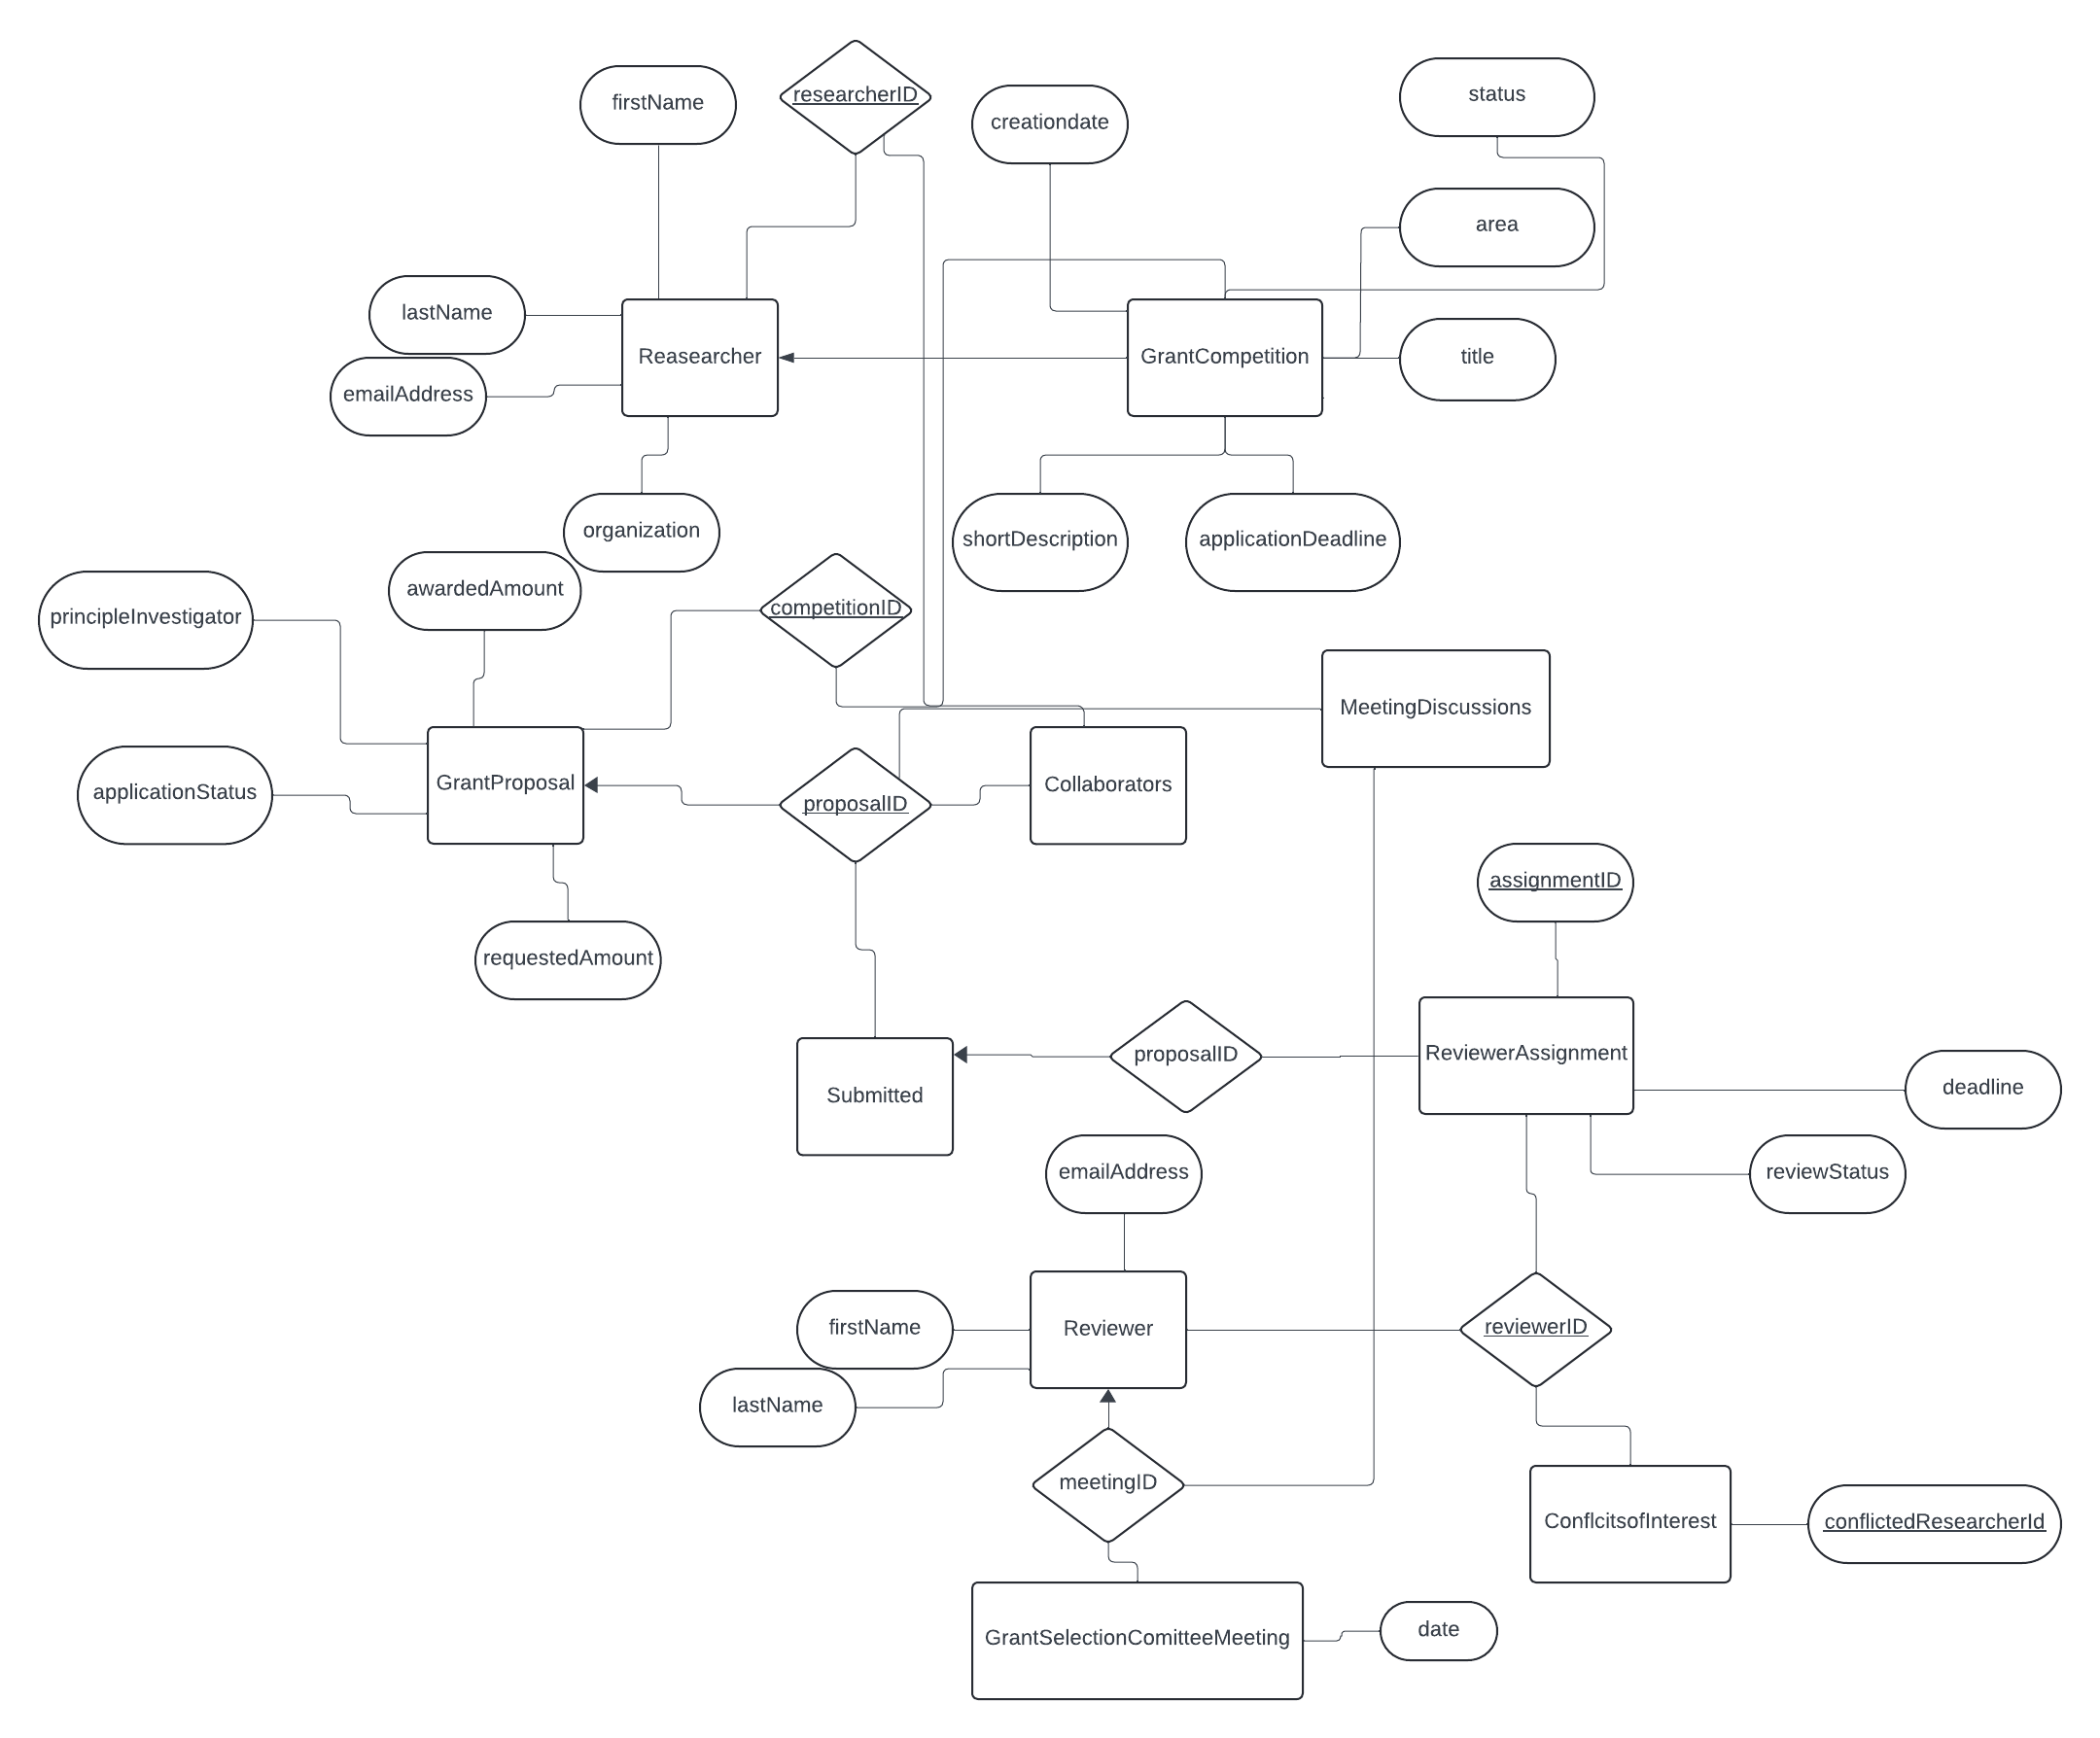 researcherID
status
firstName
creationdate
area
lastName
Reasearcher
GrantCompetition
title
emailAddress
organization
shortDescription
applicationDeadline
awardedAmount
principleInvestigator
competitionID
MeetingDiscussions
GrantProposal
Collaborators
applicationStatus
proposalID
assignmentID
requestedAmount
proposalID
ReviewerAssignment
Submitted
deadline
emailAddress
reviewStatus
firstName
Reviewer
reviewerID
lastName
meetingID
ConflcitsofInterest
conflictedResearcherId
GrantSelectionComitteeMeeting
date